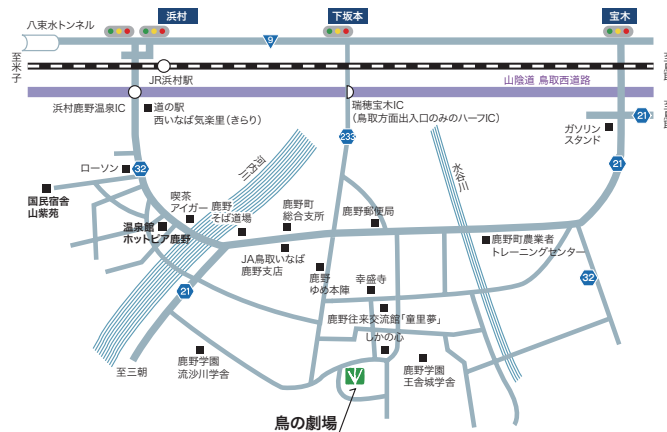 浜村
下坂本
宝木
八束水トンネル
9
至米子
JR浜村駅
山陰道 鳥取西道路
浜村鹿野温泉IC
道の駅
西いなば気楽里(きらり)
瑞穂宝木IC
(鳥取方面出入口のみのハーフIC)
21
ガソリン
スタンド
233
河内川
水谷川
21
ローソン
32
国民宿舎
山紫苑
喫茶
アイガー
鹿野
そば道場
鹿野町
総合支所
鹿野郵便局
温泉館
ホットピア鹿野
鹿野町農業者
トレーニングセンター
JA鳥取いなば
鹿野支店
鹿野
ゆめ本陣
幸盛寺
32
21
鹿野往来交流館「童里夢」
しかの心
至三朝
鹿野学園
流沙川学舎
鹿野学園
王舎城学舎
鳥の劇場